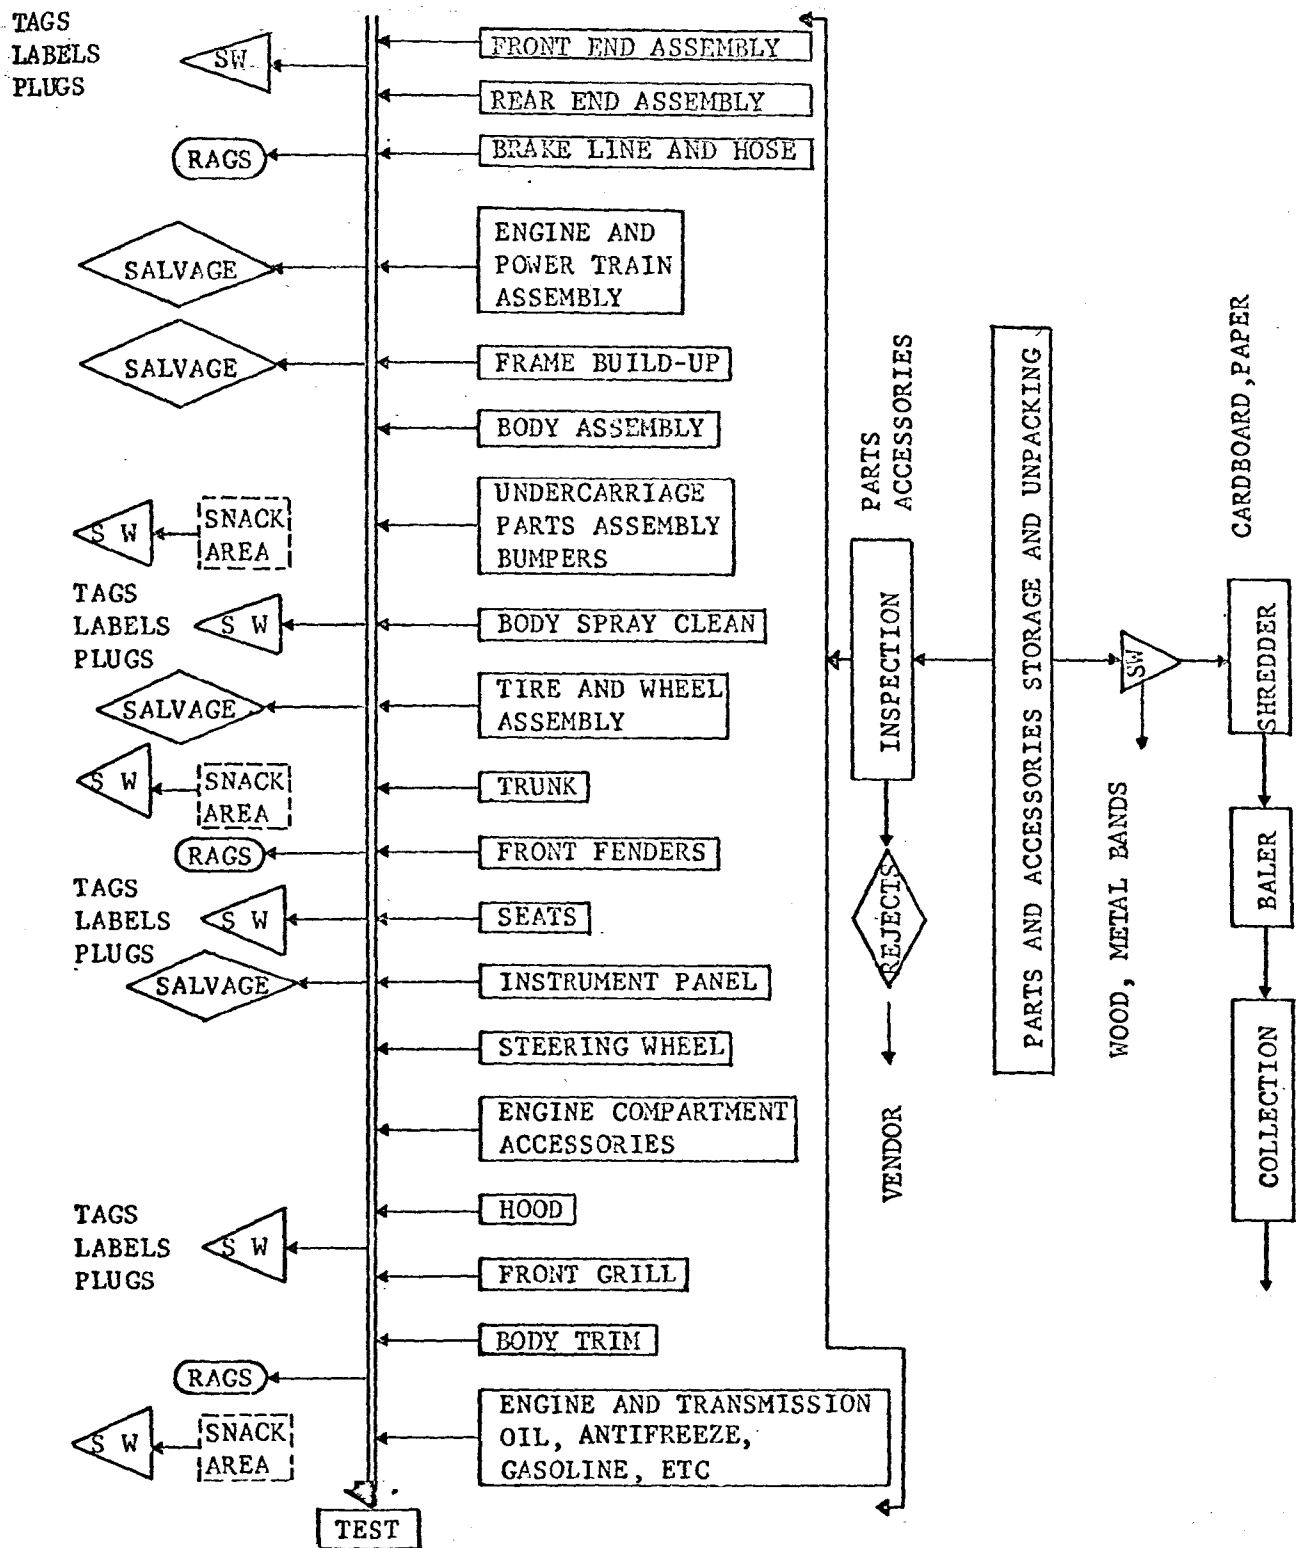 TAGS
LABELS
PLUGS
SW
FRONT END ASSEMBLY
REAR END ASSEMBLY
RAGS
BRAKE LINE AND HOSE
SALVAGE
ENGINE AND
POWER TRAIN
ASSEMBLY
SALVAGE
FRAME BUILD-UP
BODY ASSEMBLY
S W
SNACK
AREA
UNDERCARRIAGE
PARTS ASSEMBLY
BUMPERS
TAGS
LABELS
PLUGS
S W
BODY SPRAY CLEAN
SALVAGE
TIRE AND WHEEL
ASSEMBLY
S W
SNACK
AREA
TRUNK
RAGS
FRONT FENDERS
TAGS
LABELS
PLUGS
S W
SEATS
SALVAGE
INSTRUMENT PANEL
STEERING WHEEL
ENGINE COMPARTMENT
ACCESSORIES
HOOD
TAGS
LABELS
PLUGS
S W
FRONT GRILL
BODY TRIM
RAGS
S W
SNACK
AREA
ENGINE AND TRANSMISSION
OIL, ANTIFREEZE,
GASOLINE, ETC
TEST
PARTS
ACCESSORIES
INSPECTION
REJECTS
VENDOR
PARTS AND ACCESSORIES STORAGE AND UNPACKING
SW
WOOD, METAL BANDS
CARDBOARD,PAPER
SHREDDER
BALER
COLLECTION